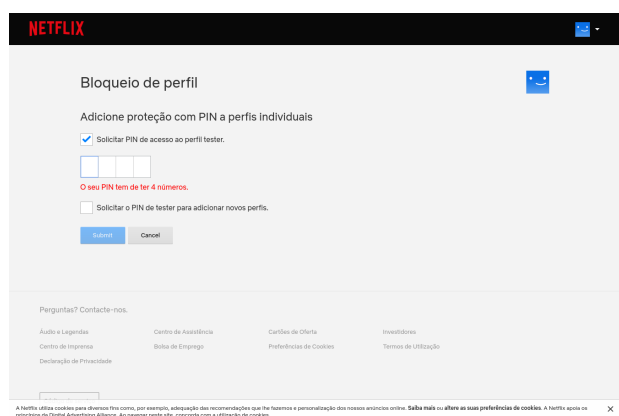 NETFLIX
Bloqueio de perfil
Adicione proteção com PIN a perfis individuais
Solicitar PIN de acesso ao perfil tester.
O seu PIN tem de ter 4 números.
Solicitar o PIN de tester para adicionar novos perfis.
Submit Cancel
Perguntas? Contacte-nos.
Áudio e Legendas Centro de Assistência Cartões de Oferta Investidores
Centro de Imprensa Bolsa de Emprego Preferências de Cookies Termos de Utilização
Declaração de Privacidade
A Netflix utiliza cookies para diversos fins como, por exemplo, adequação das recomendações que lhe fazemos e personalização dos nossos anúncios online. Saiba mais ou altere as suas preferências de cookies. A Netflix apoia os
princípios da Digital Advertising Alliance. Ao navegar neste site, concorda com a utilização de cookies.